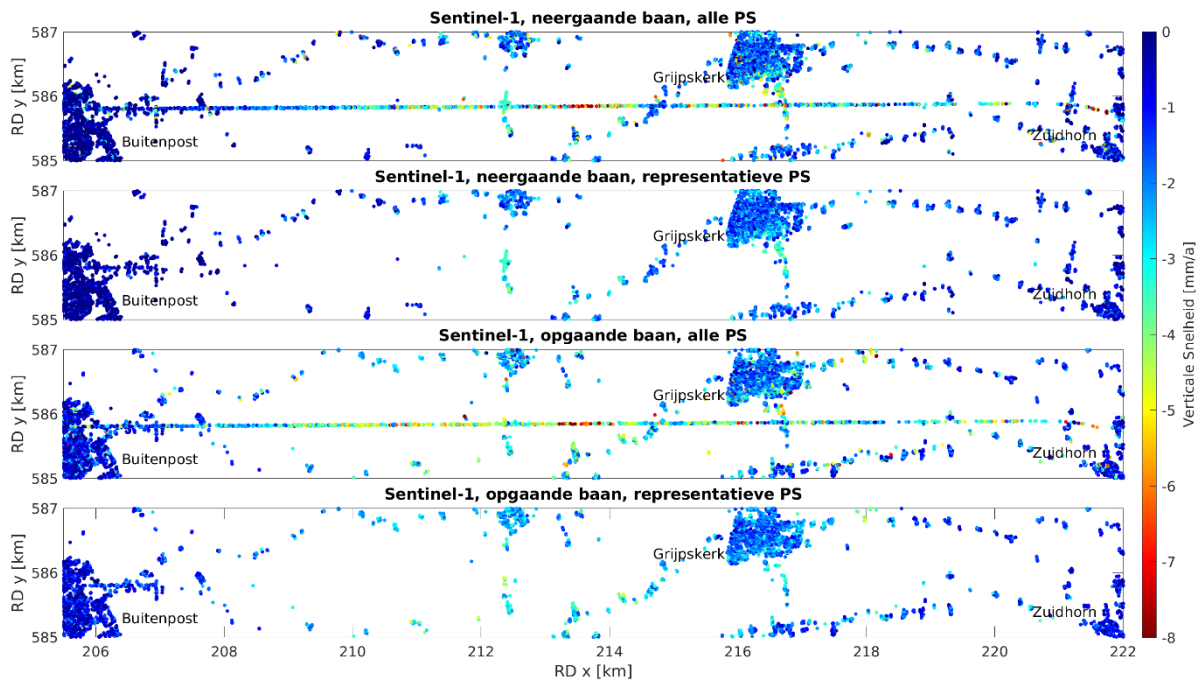 Sentinel-1, neergaande baan, alle PS
587
586
585
RD y [km]
Grijpskerk
Buitenpost
Zuidhorn
Sentinel-1, neergaande baan, representatieve PS
587
586
585
RD y [km]
Grijpskerk
Buitenpost
Zuidhorn
Sentinel-1, opgaande baan, alle PS
587
586
585
RD y [km]
Grijpskerk
Buitenpost
Zuidhorn
Sentinel-1, opgaande baan, representatieve PS
587
586
585
RD y [km]
Grijpskerk
Buitenpost
Zuidhorn
206 208 210 212 214 216 218 220 222
RD x [km]
0
-1
-2
-3
-4
-5
-6
-7
-8
Verticale Snelheid [mm/a]